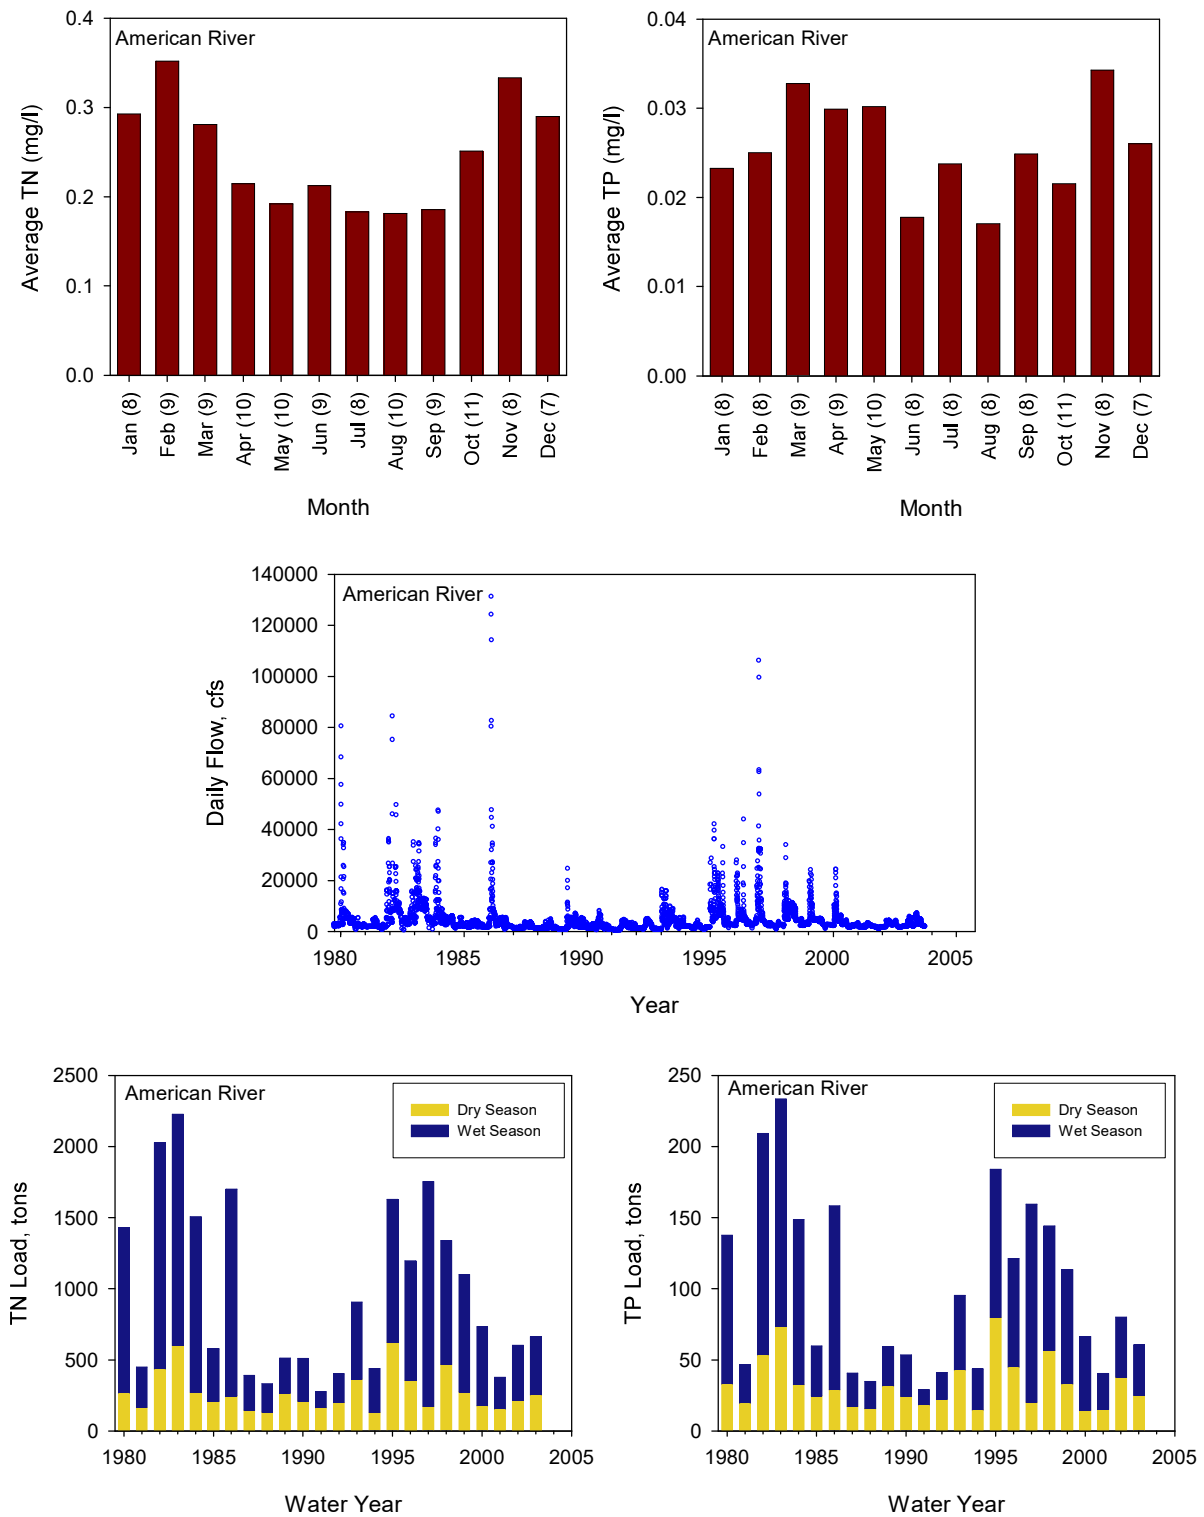 American River
Average TN (mg/l)
0.4
0.3
0.2
0.1
0.0
Jan (8)
Feb (9)
Mar (9)
Apr (10)
May (10)
Jun (9)
Jul (8)
Aug (10)
Sep (9)
Oct (11)
Nov (8)
Dec (7)
Month
American River
Average TP (mg/l)
0.04
0.03
0.02
0.01
0.00
Jan (8)
Feb (8)
Mar (9)
Apr (9)
May (10)
Jun (8)
Jul (8)
Aug (8)
Sep (8)
Oct (11)
Nov (8)
Dec (7)
Month
American River
Daily Flow, cfs
140000
120000
100000
80000
60000
40000
20000
0
1980 1985 1990 1995 2000 2005
Year
American River
Dry Season
Wet Season
TN Load, tons
2500
2000
1500
1000
500
0
1980 1985 1990 1995 2000 2005
Water Year
American River
Dry Season
Wet Season
TP Load, tons
250
200
150
100
50
0
1980 1985 1990 1995 2000 2005
Water Year